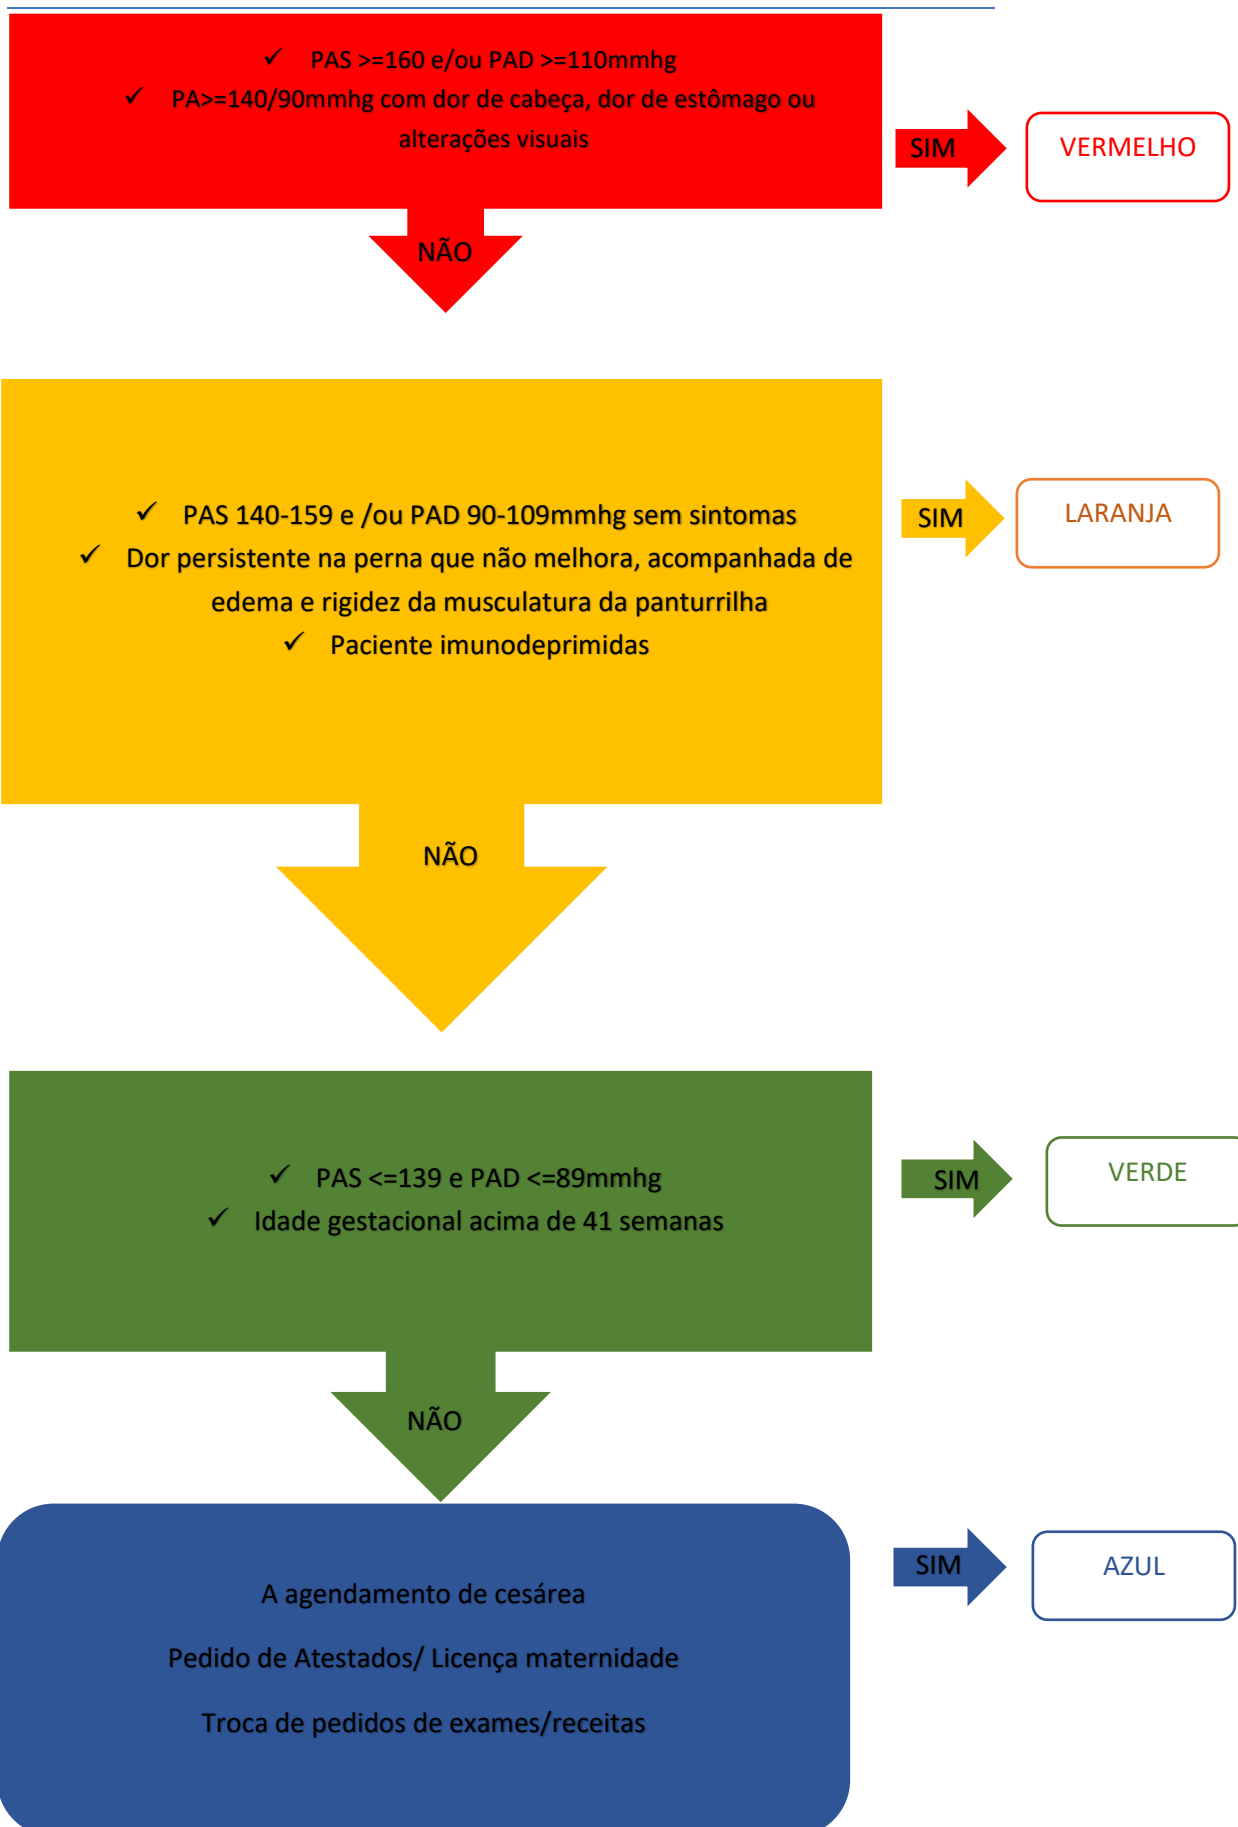 ✓ PAS >=160 e/ou PAD >=110mmhg
✓ PA>=140/90mmhg com dor de cabeça, dor de estômago ou
alterações visuais
SIM
VERMELHO
NÃO
✓ PAS 140-159 e /ou PAD 90-109mmhg sem sintomas
✓ Dor persistente na perna que não melhora, acompanhada de
edema e rigidez da musculatura da panturrilha
✓ Paciente imunodeprimidas
SIM
LARANJA
NÃO
✓ PAS <=139 e PAD <=89mmhg
✓ Idade gestacional acima de 41 semanas
SIM
VERDE
NÃO
A agendamento de cesárea
Pedido de Atestados/ Licença maternidade
Troca de pedidos de exames/receitas
SIM
AZUL